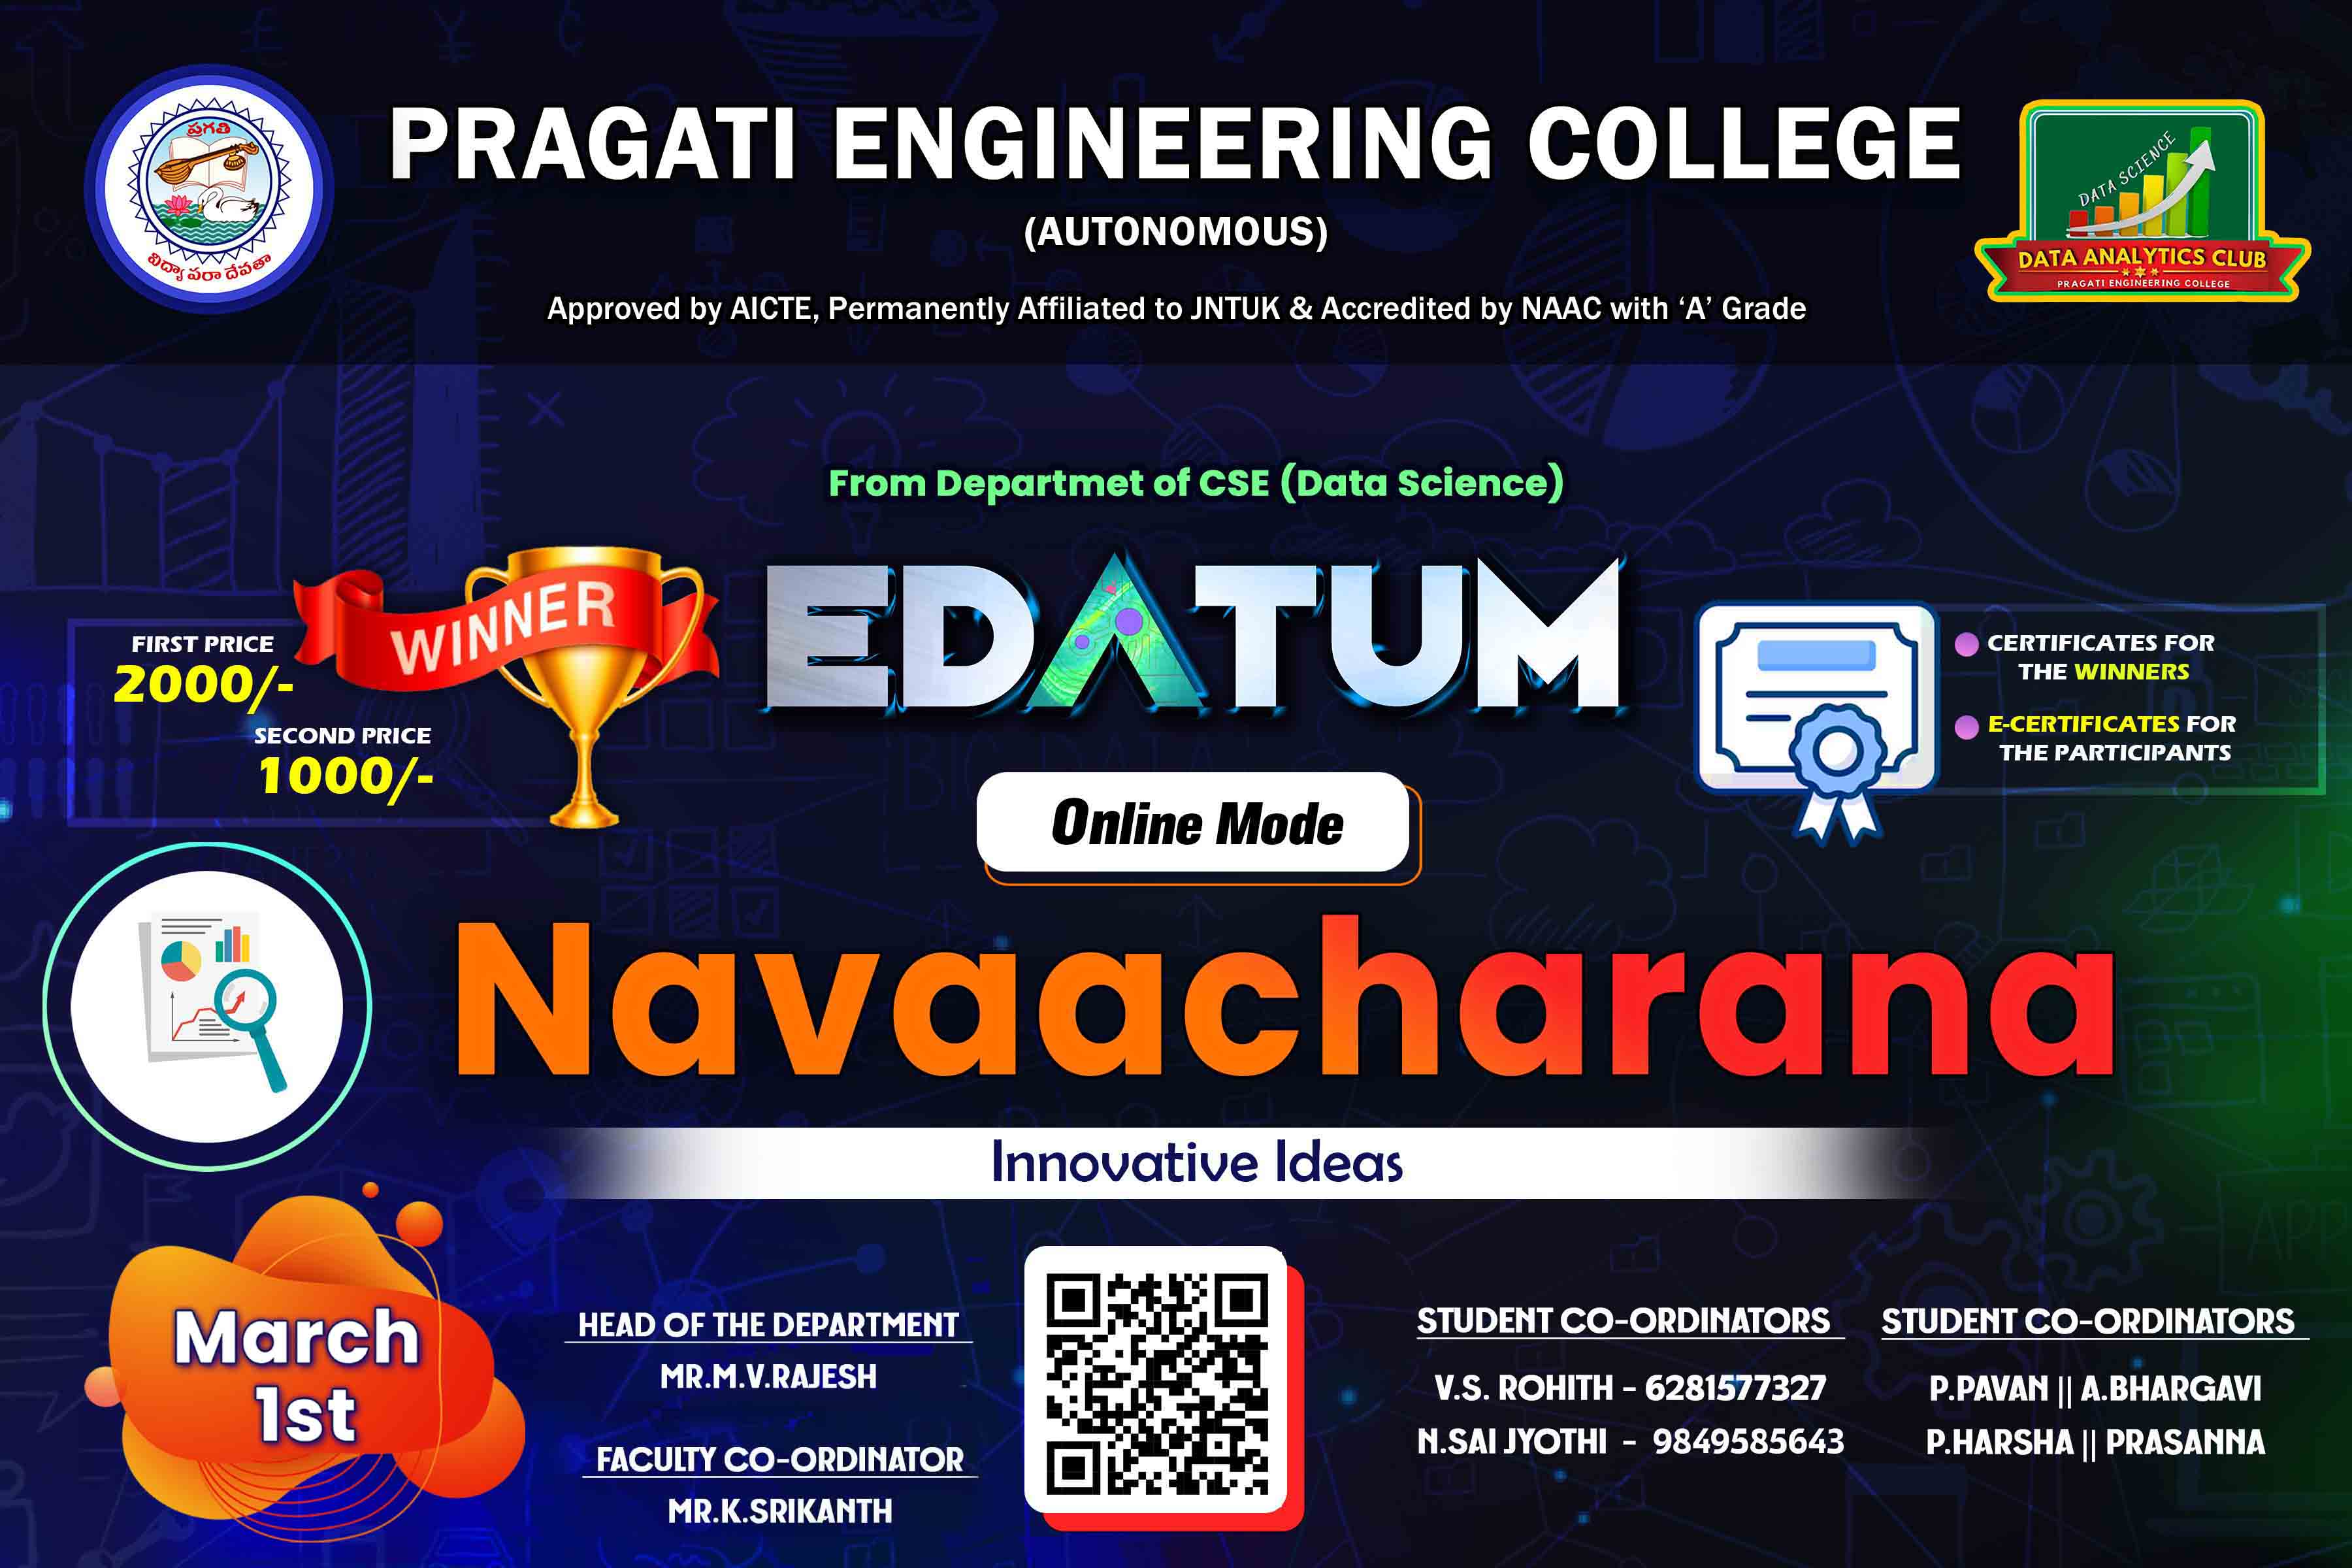 ప్రగతి
విద్యా పరా దేవతా
PRAGATI ENGINEERING COLLEGE
(AUTONOMOUS)
Approved by AICTE, Permanently Affiliated to JNTUK & Accredited by NAAC with ‘A’ Grade
DATA SCIENCE
DATA ANALYTICS CLUB
PRAGATI ENGINEERING COLLEGE
From Departmet of CSE (Data Science)
EDATUM
WINNER
FIRST PRICE
2000/-
SECOND PRICE
1000/-
CERTIFICATES FOR
THE WINNERS
E-CERTIFICATES FOR
THE PARTICIPANTS
Online Mode
Navaacharana
Innovative Ideas
March
1st
HEAD OF THE DEPARTMENT
MR.M.V.RAJESH
FACULTY CO-ORDINATOR
MR.K.SRIKANTH
STUDENT CO-ORDINATORS
V.S. ROHITH - 6281577327
N.SAI JYOTHI - 9849585643
STUDENT CO-ORDINATORS
P.PAVAN || A.BHARGAVI
P.HARSHA || PRASANNA
BIG DATA
APP